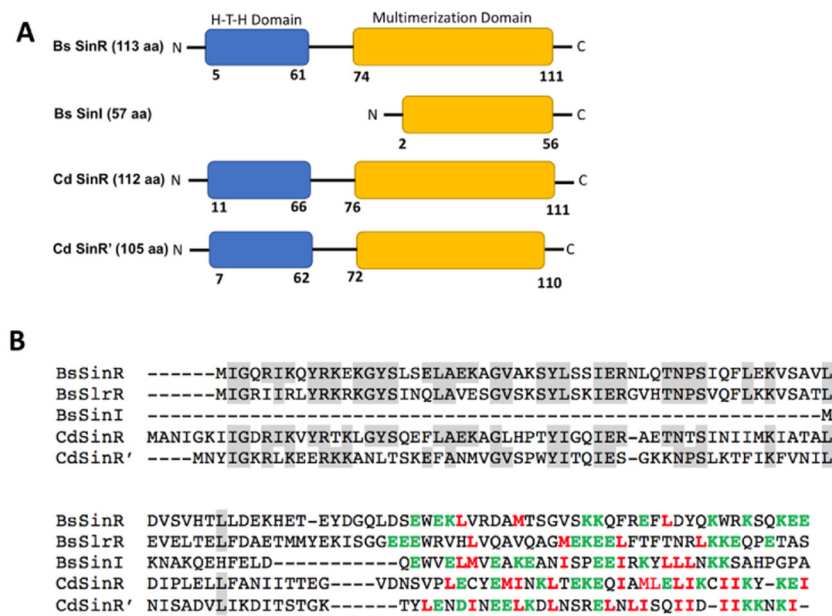 A
H-T-H Domain Multimerization Domain
Bs SinR (113 aa) N C
5 61 74 111
Bs SinI (57 aa) N C
2 56
Cd SinR (112 aa) N C
11 66 76 111
Cd SinR’ (105 aa) N C
7 62 72 110
B
BsSinR ------MIGQRIKQYRKEKGYSLSELAEKAGVAKSYLSSIERNLQTNPSIQFLEKVSAVL
BsSlrR ------MIGRIIRLYRKRKGYSINQLAVESGVSKSYLSKIERGVHTNPSVQFLKKVSATL
BsSinI -----------------------------------------------------------M
CdSinR MANIGKIIGDRIKVYRTKLGYSQEFLAEKAGLHPTYIGQIER-AETNTSINIIMKIATAL
CdSinR’ ----MNYIGKRLKEERKKANLTSKEFANMVGVSPWYITQIES-GKKNPSLKTFIKFVNIL
BsSinR DVSVHTLLDEKHET-EYDGQLDSEWEKLVRDAMTSGVSKKQFREFLDYQKWRKSQKEE
BsSlrR EVELTELFDAETMMYEKISGGEEEWRVHLVQAVQAGMEKEELFTFTNRLKKEQPETAS
BsSinI KNAKQEHFELD----------QEWVELMVEAKEANISPEEIRKYLLLNKKSAHPGPA
CdSinR DIPLELLFANIITTEG-----VDNSVPLECYEMINKLTEKEQIAMLELIKCIIKY-KEI
CdSinR’ NISADVLIKDITSTGK-----TYLENDINEELKDLNSRELNLISQIID-IIKKNKI-